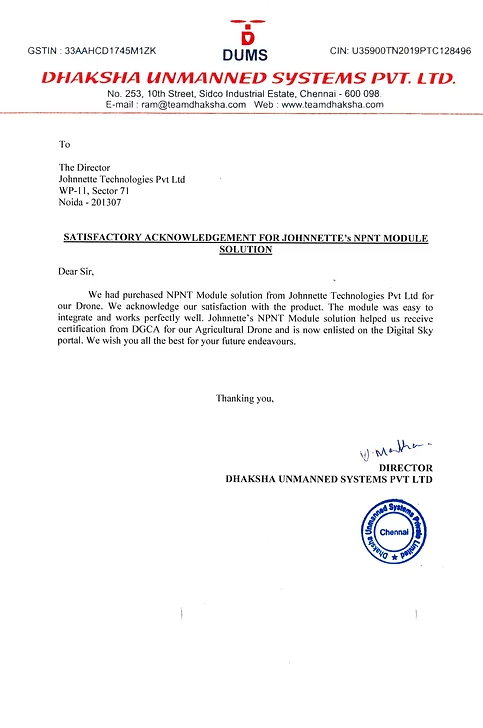 GSTIN : 33AAHCD1745M1ZK
DUMS
CIN: U35900TN2019PTC128496
DHAKSHA UNMANNED SYSTEMS PVT. LTD.
No. 253, 10th Street, Sidco Industrial Estate, Chennai - 600 098.
E-mail : ram@teamdhaksha.com Web : www.teamdhaksha.com
To
The Director
Johnnette Technologies Pvt Ltd
WP-11, Sector 71
Noida - 201307
SATISFACTORY ACKNOWLEDGEMENT FOR JOHNNETTE's NPNT MODULE
SOLUTION
Dear Sir,
We had purchased NPNT Module solution from Johnnette Technologies Pvt Ltd for
our Drone. We acknowledge our satisfaction with the product. The module was easy to
integrate and works perfectly well. Johnnette's NPNT Module solution helped us receive
certification from DGCA for our Agricultural Drone and is now enlisted on the Digital Sky
portal. We wish you all the best for your future endeavours.
Thanking you,
DIRECTOR
DHAKSHA UNMANNED SYSTEMS PVT LTD
Dhaksha Unmanned Systems Private Limited
Chennai